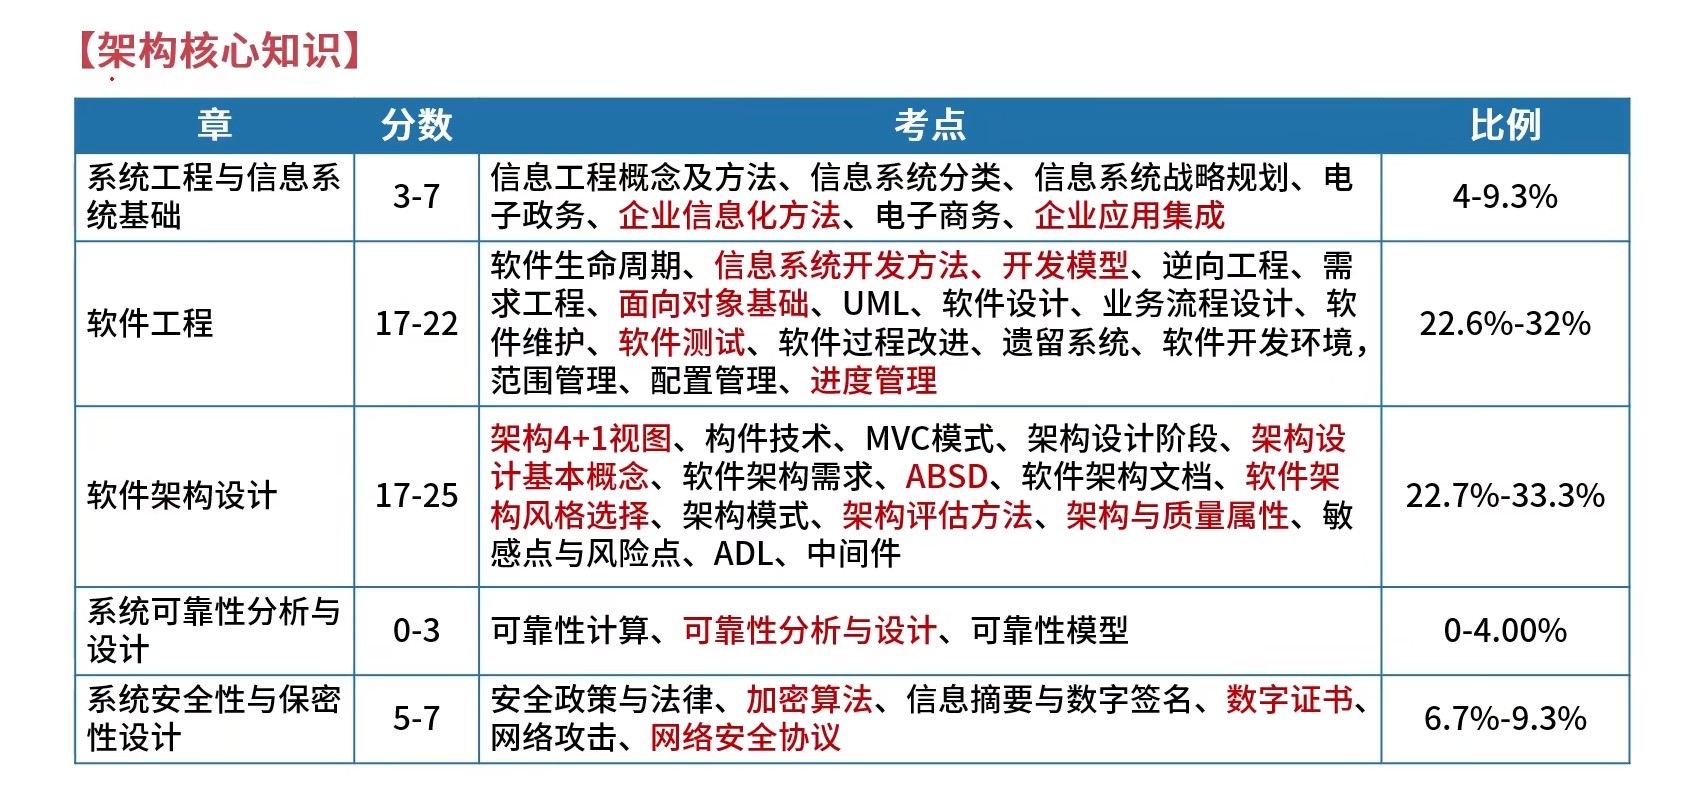 【架构核心知识】
章 分数 考点 比例
系统工程与信息系
统基础
3-7
信息工程概念及方法、信息系统分类、信息系统战略规划、电
子政务、企业信息化方法、电子商务、企业应用集成
4-9.3%
软件工程
17-22
软件生命周期、信息系统开发方法、开发模型、逆向工程、需
求工程、面向对象基础、UML、软件设计、业务流程设计、软
件维护、软件测试、软件过程改进、遗留系统、软件开发环境，
范围管理、配置管理、进度管理
22.6%-32%
软件架构设计
17-25
架构4+1视图、构件技术、MVC模式、架构设计阶段、架构设
计基本概念、软件架构需求、ABSD、软件架构文档、软件架
构风格选择、架构模式、架构评估方法、架构与质量属性、敏
感点与风险点、ADL、中间件
22.7%-33.3%
系统可靠性分析与
设计
0-3
可靠性计算、可靠性分析与设计、可靠性模型
0-4.00%
系统安全性与保密
性设计
5-7
安全政策与法律、加密算法、信息摘要与数字签名、数字证书、
网络攻击、网络安全协议
6.7%-9.3%